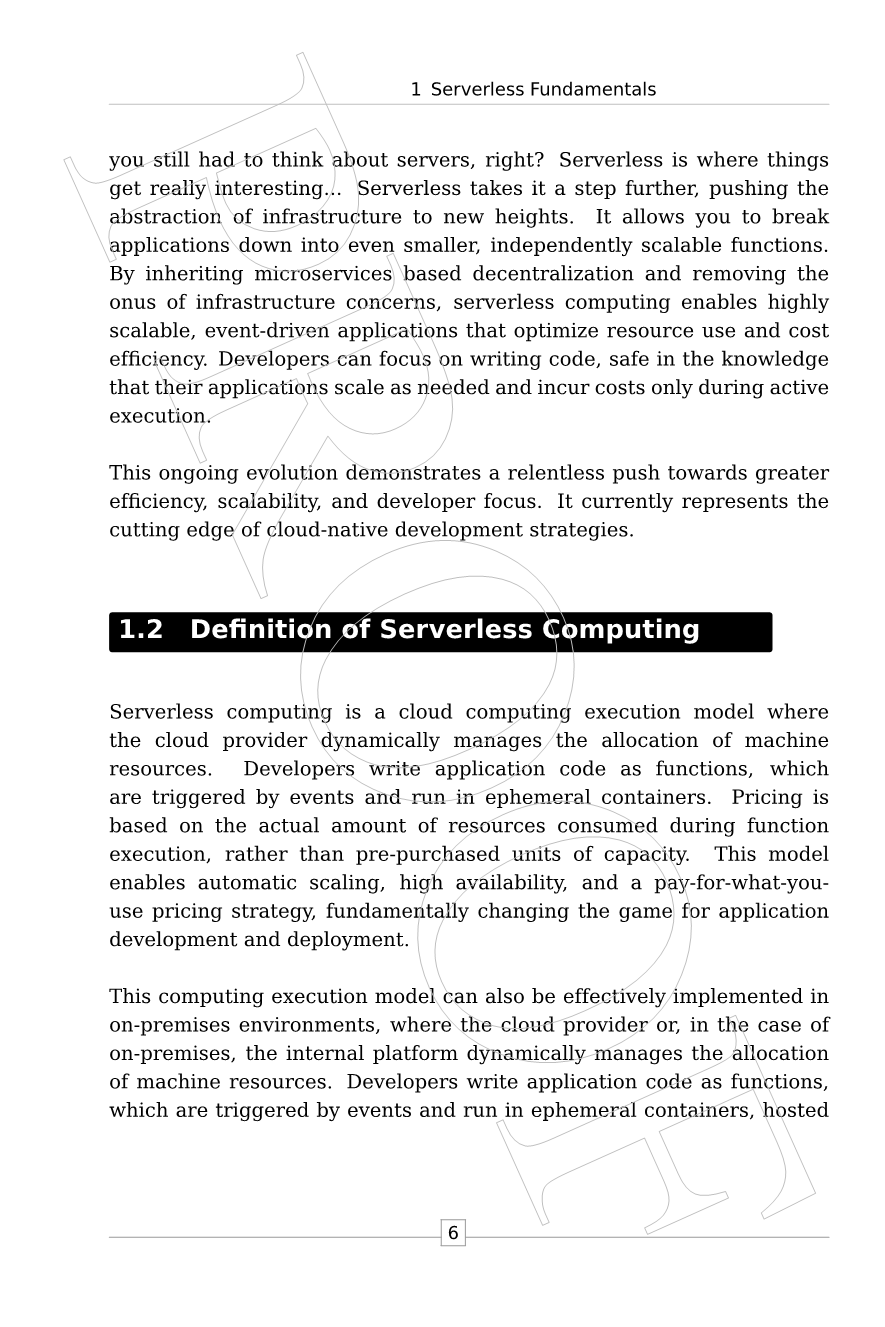 1 Serverless Fundamentals
you still had to think about servers, right? Serverless is where things
get really interesting... Serverless takes it a step further, pushing the
abstraction of infrastructure to new heights. It allows you to break
applications down into even smaller, independently scalable functions.
By inheriting microservices based decentralization and removing the
onus of infrastructure concerns, serverless computing enables highly
scalable, event-driven applications that optimize resource use and cost
efficiency. Developers can focus on writing code, safe in the knowledge
that their applications scale as needed and incur costs only during active
execution.
This ongoing evolution demonstrates a relentless push towards greater
efficiency, scalability, and developer focus. It currently represents the
cutting edge of cloud-native development strategies.
1.2 Definition of Serverless Computing
Serverless computing is a cloud computing execution model where
the cloud provider dynamically manages the allocation of machine
resources. Developers write application code as functions, which
are triggered by events and run in ephemeral containers. Pricing is
based on the actual amount of resources consumed during function
execution, rather than pre-purchased units of capacity. This model
enables automatic scaling, high availability, and a pay-for-what-you-
use pricing strategy, fundamentally changing the game for application
development and deployment.
This computing execution model can also be effectively implemented in
on-premises environments, where the cloud provider or, in the case of
on-premises, the internal platform dynamically manages the allocation
of machine resources. Developers write application code as functions,
which are triggered by events and run in ephemeral containers, hosted
6
PROOF